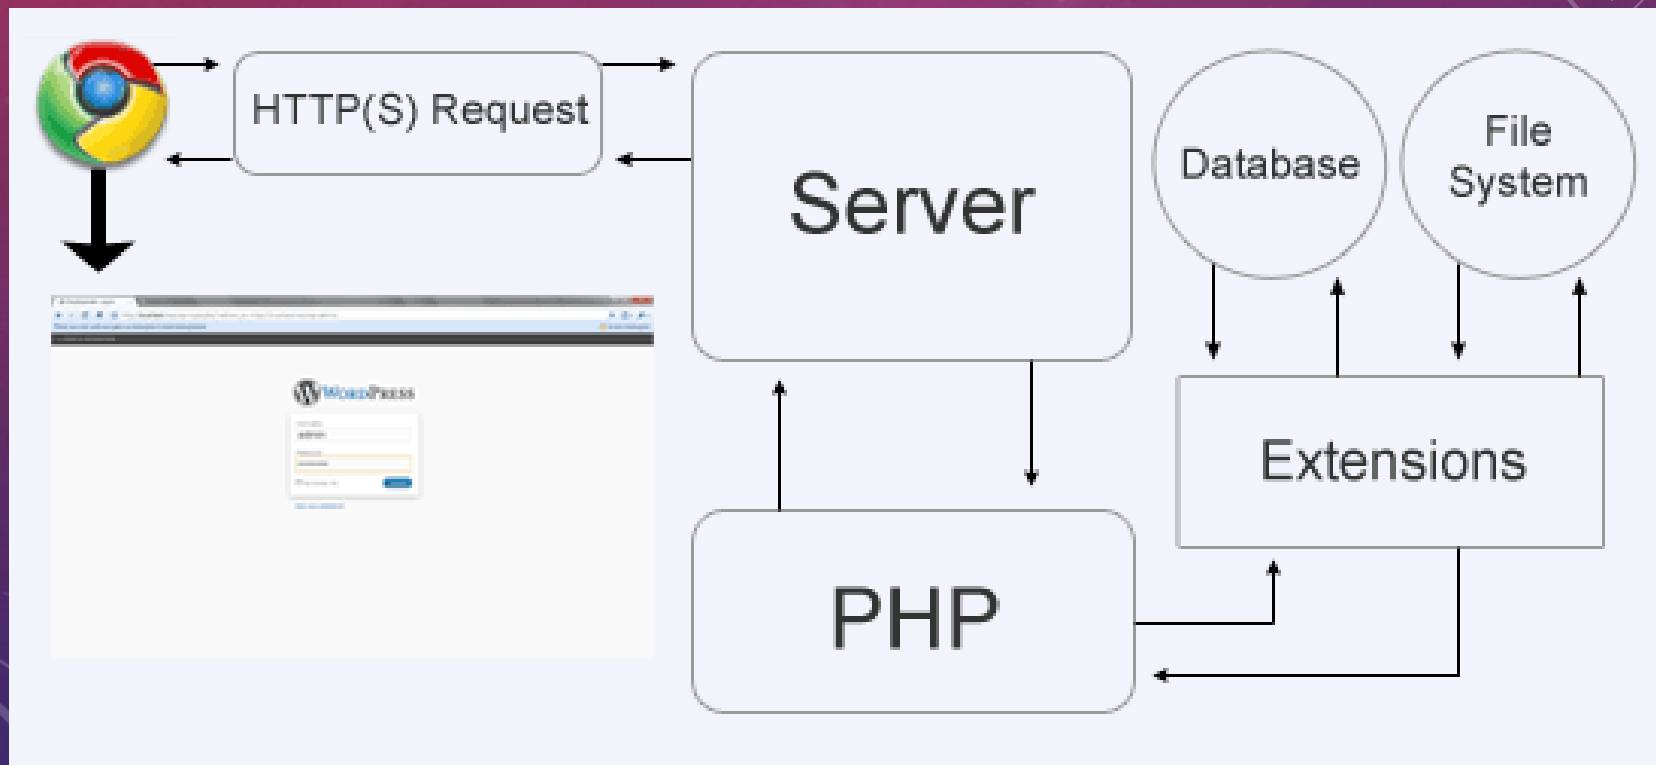 HTTP(S) Request
Server
Database
File
System
WORDPRESS
Extensions
PHP